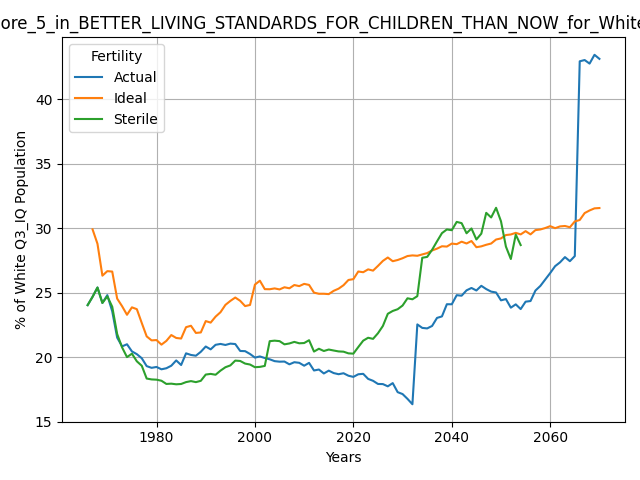 ore_5_in_BETTER_LIVING_STANDARDS_FOR_CHILDREN_THAN_NOW_for_White
Fertility
Actual
Ideal
Sterile
% of White Q3_IQ Population
40
35
30
25
20
15
1980
2000
2020
2040
2060
Years